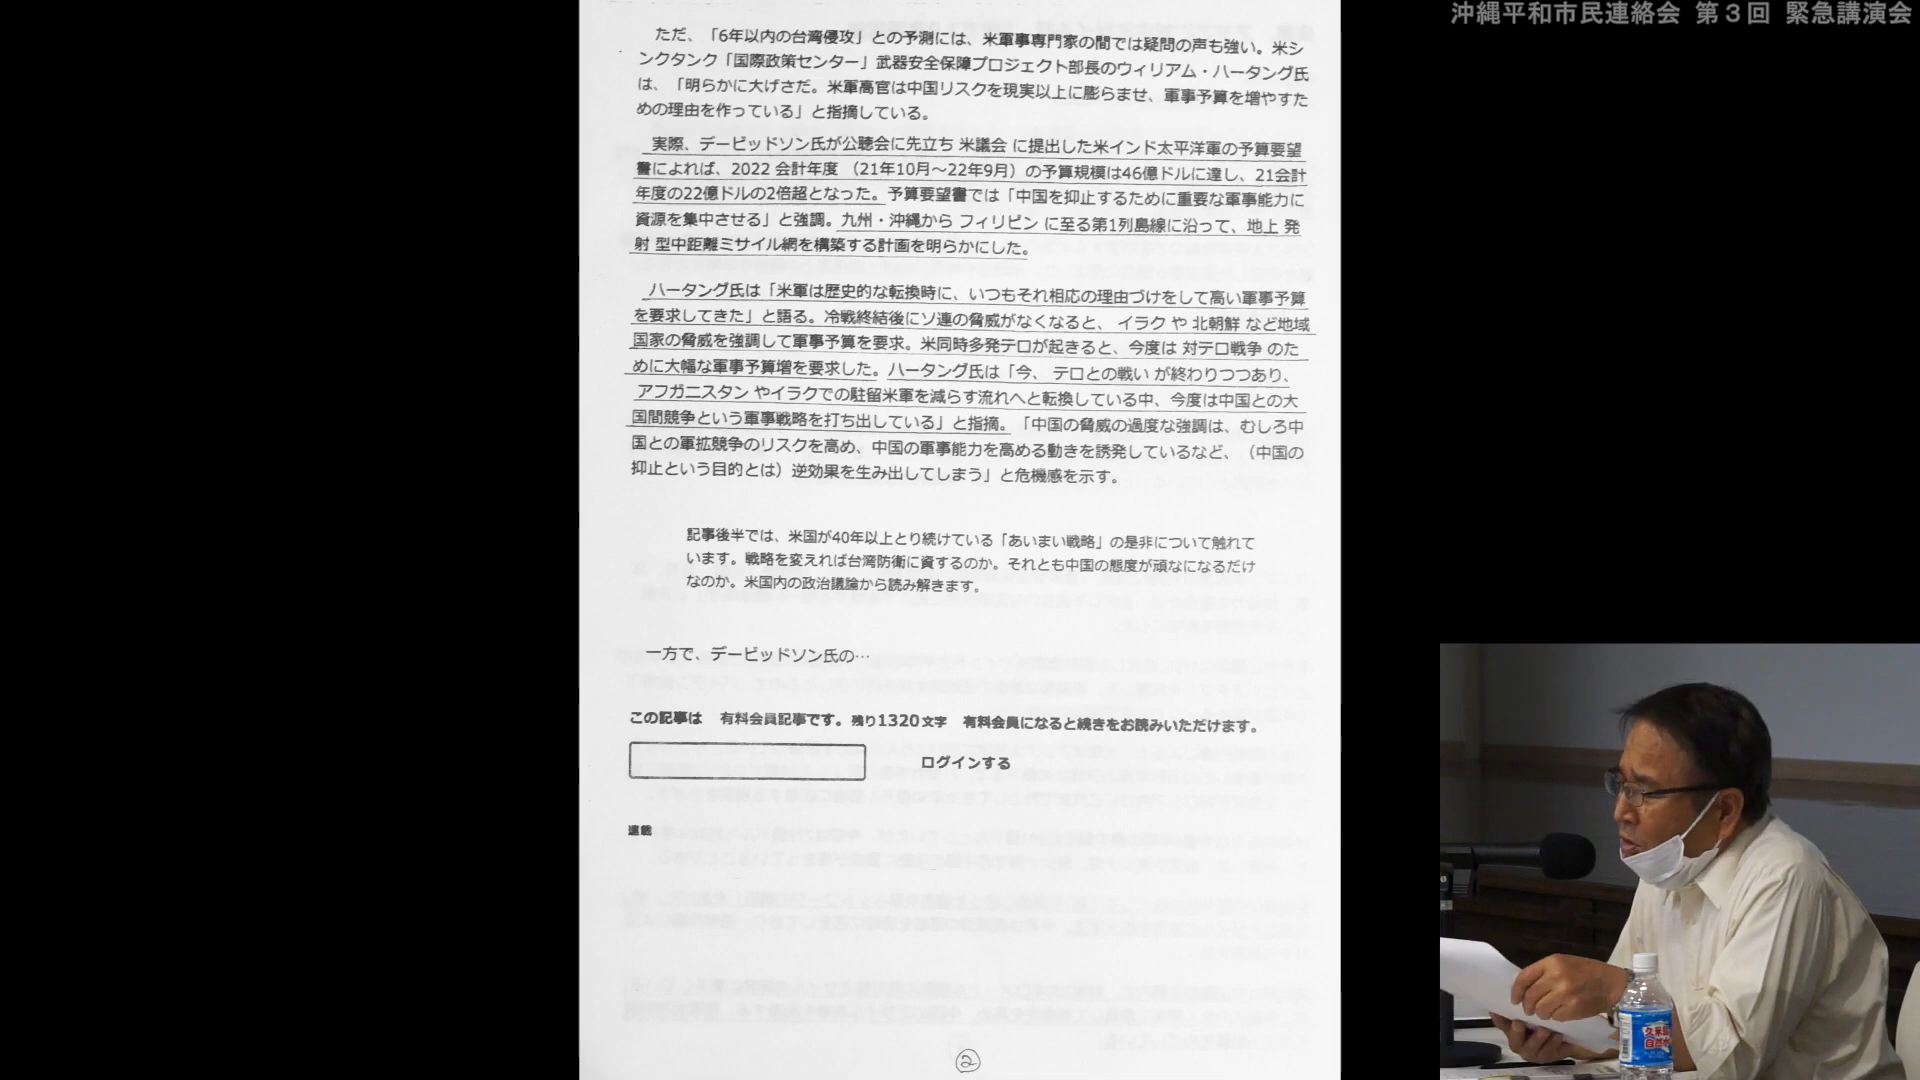 沖縄平和市民連絡会 第3回 緊急講演会
ただ、「6年以内の台湾侵攻」との予測には、米軍事専門家の間では疑問の声も強い。米シ
ンクタンク「国際政策センター」武器安全保障プロジェクト部長のウィリアム・ハータング氏
は、「明らかに大げさだ。米軍高官は中国リスクを現実以上に膨らませ、軍事予算を増やすた
めの理由を作っている」と指摘している。
実際、デービッドソン氏が公聴会に先立ち 米議会 に提出した米インド太平洋軍の予算要望
書によれば、2022 会計年度 (21年10月～22年9月)の予算規模は46億ドルに達し、21会計
年度の22億ドルの2倍超となった。予算要望書では「中国を抑止するために重要な軍事能力に
資源を集中させる」と強調。九州・沖縄から フィリピン に至る第1列島線に沿って、地上 発
射 型中距離ミサイル網を構築する計画を明らかにした。
ハータング氏は「米軍は歴史的な転換時に、いつもそれ相応の理由づけをして高い軍事予算
を要求してきた」と語る。冷戦終結後にソ連の脅威がなくなると、 イラク や 北朝鮮 など地域
国家の脅威を強調して軍事予算を要求。米同時多発テロが起きると、今度は 対テロ戦争 のた
めに大幅な軍事予算増を要求した。ハータング氏は「今、 テロとの戦い が終わりつつあり、
アフガニスタン やイラクでの駐留米軍を減らす流れへと転換している中、今度は中国との大
国間競争という軍事戦略を打ち出している」と指摘。「中国の脅威の過度な強調は、むしろ中
国との軍拡競争のリスクを高め、中国の軍事能力を高める動きを誘発しているなど、(中国の
抑止という目的とは)逆効果を生み出してしまう」と危機感を示す。
記事後半では、米国が40年以上とり続けている「あいまい戦略」の是非について触れて
います。戦略を変えれば台湾防衛に資するのか。それとも中国の態度が頑なになるだけ
なのか。米国内の政治議論から読み解きます。
一方で、デービッドソン氏の…
この記事は 有料会員記事です。残り1320文字 有料会員になると続きをお読みいただけます。
ログインする
連載
②